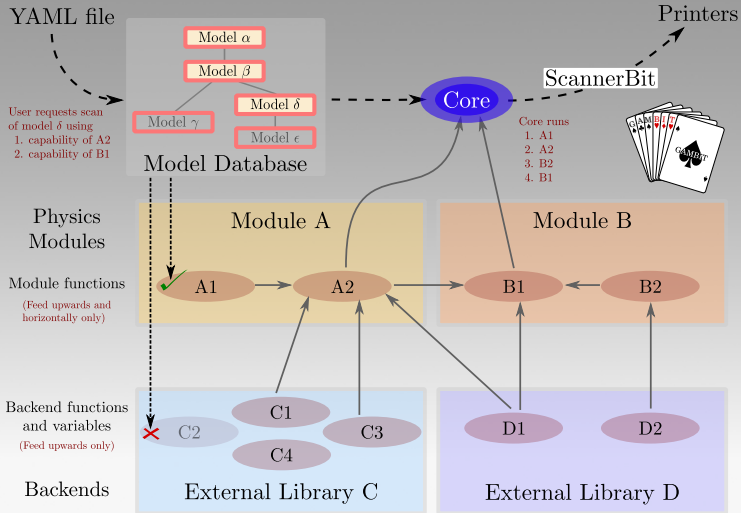 YAML file
Printers
Model α
Model β
Model δ
Model γ
Model ϵ
Model Database
Core
ScannerBit
User requests scan
of model δ using
1. capability of A2
2. capability of B1
Core runs
1. A1
2. A2
3. B2
4. B1
GAMBIT
GAMBIT
Physics
Modules
Module A
Module B
Module functions
(Feed upwards and
horizontally only)
A1
A2
B1
B2
Backend functions
and variables
(Feed upwards only)
C1
C2
C3
C4
D1
D2
Backends
External Library C
External Library D